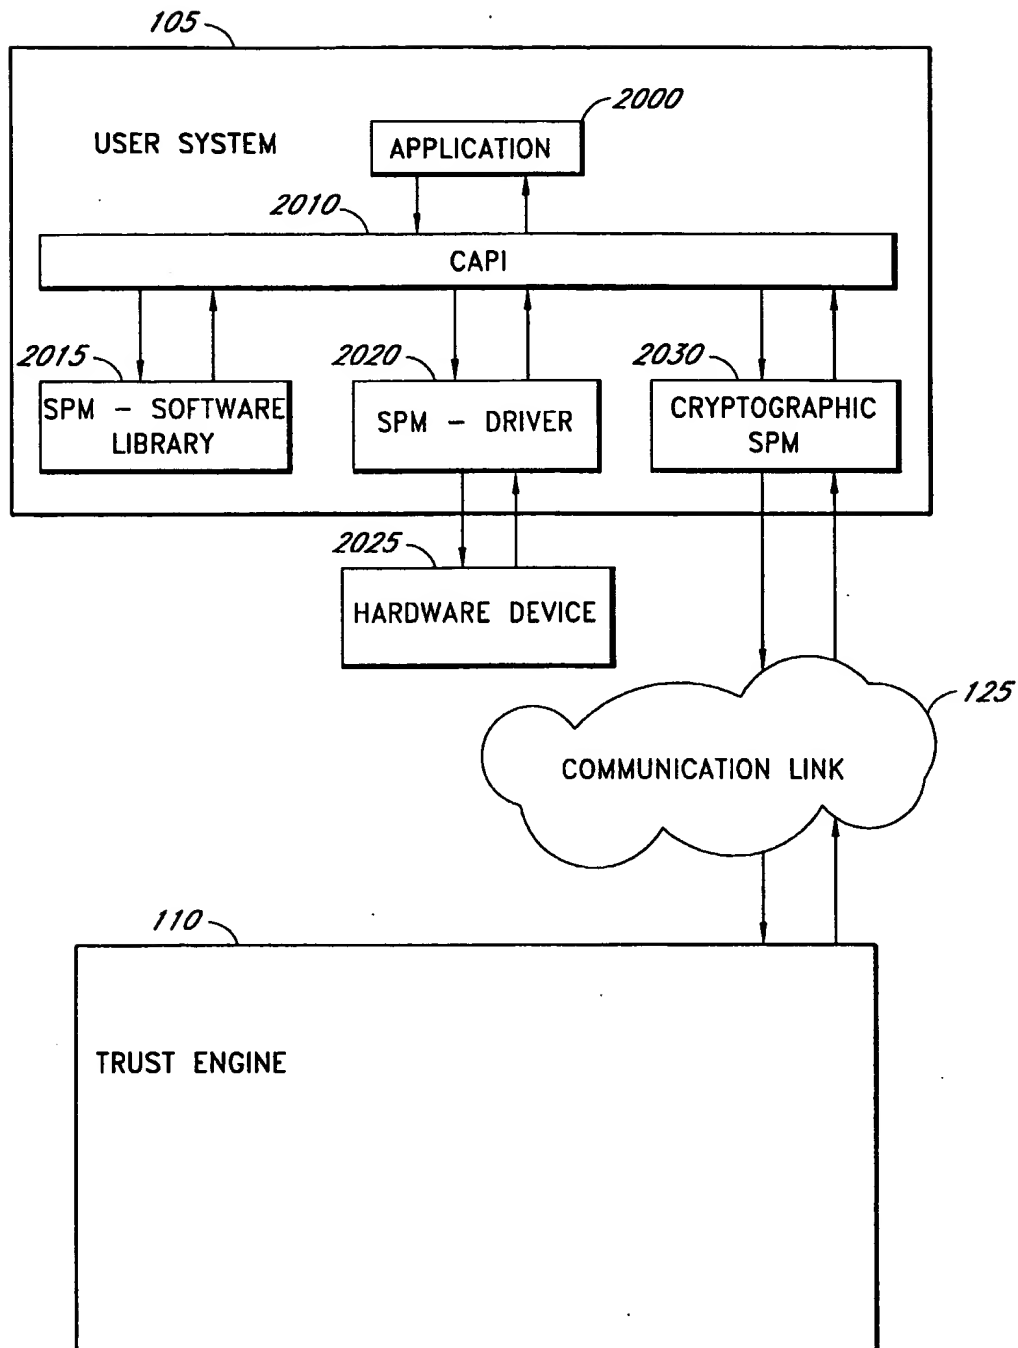 105
USER SYSTEM
2000
APPLICATION
2010
CAPI
2015
SPM - SOFTWARE
LIBRARY
2020
SPM - DRIVER
2030
CRYPTOGRAPHIC
SPM
2025
HARDWARE DEVICE
125
COMMUNICATION LINK
110
TRUST ENGINE